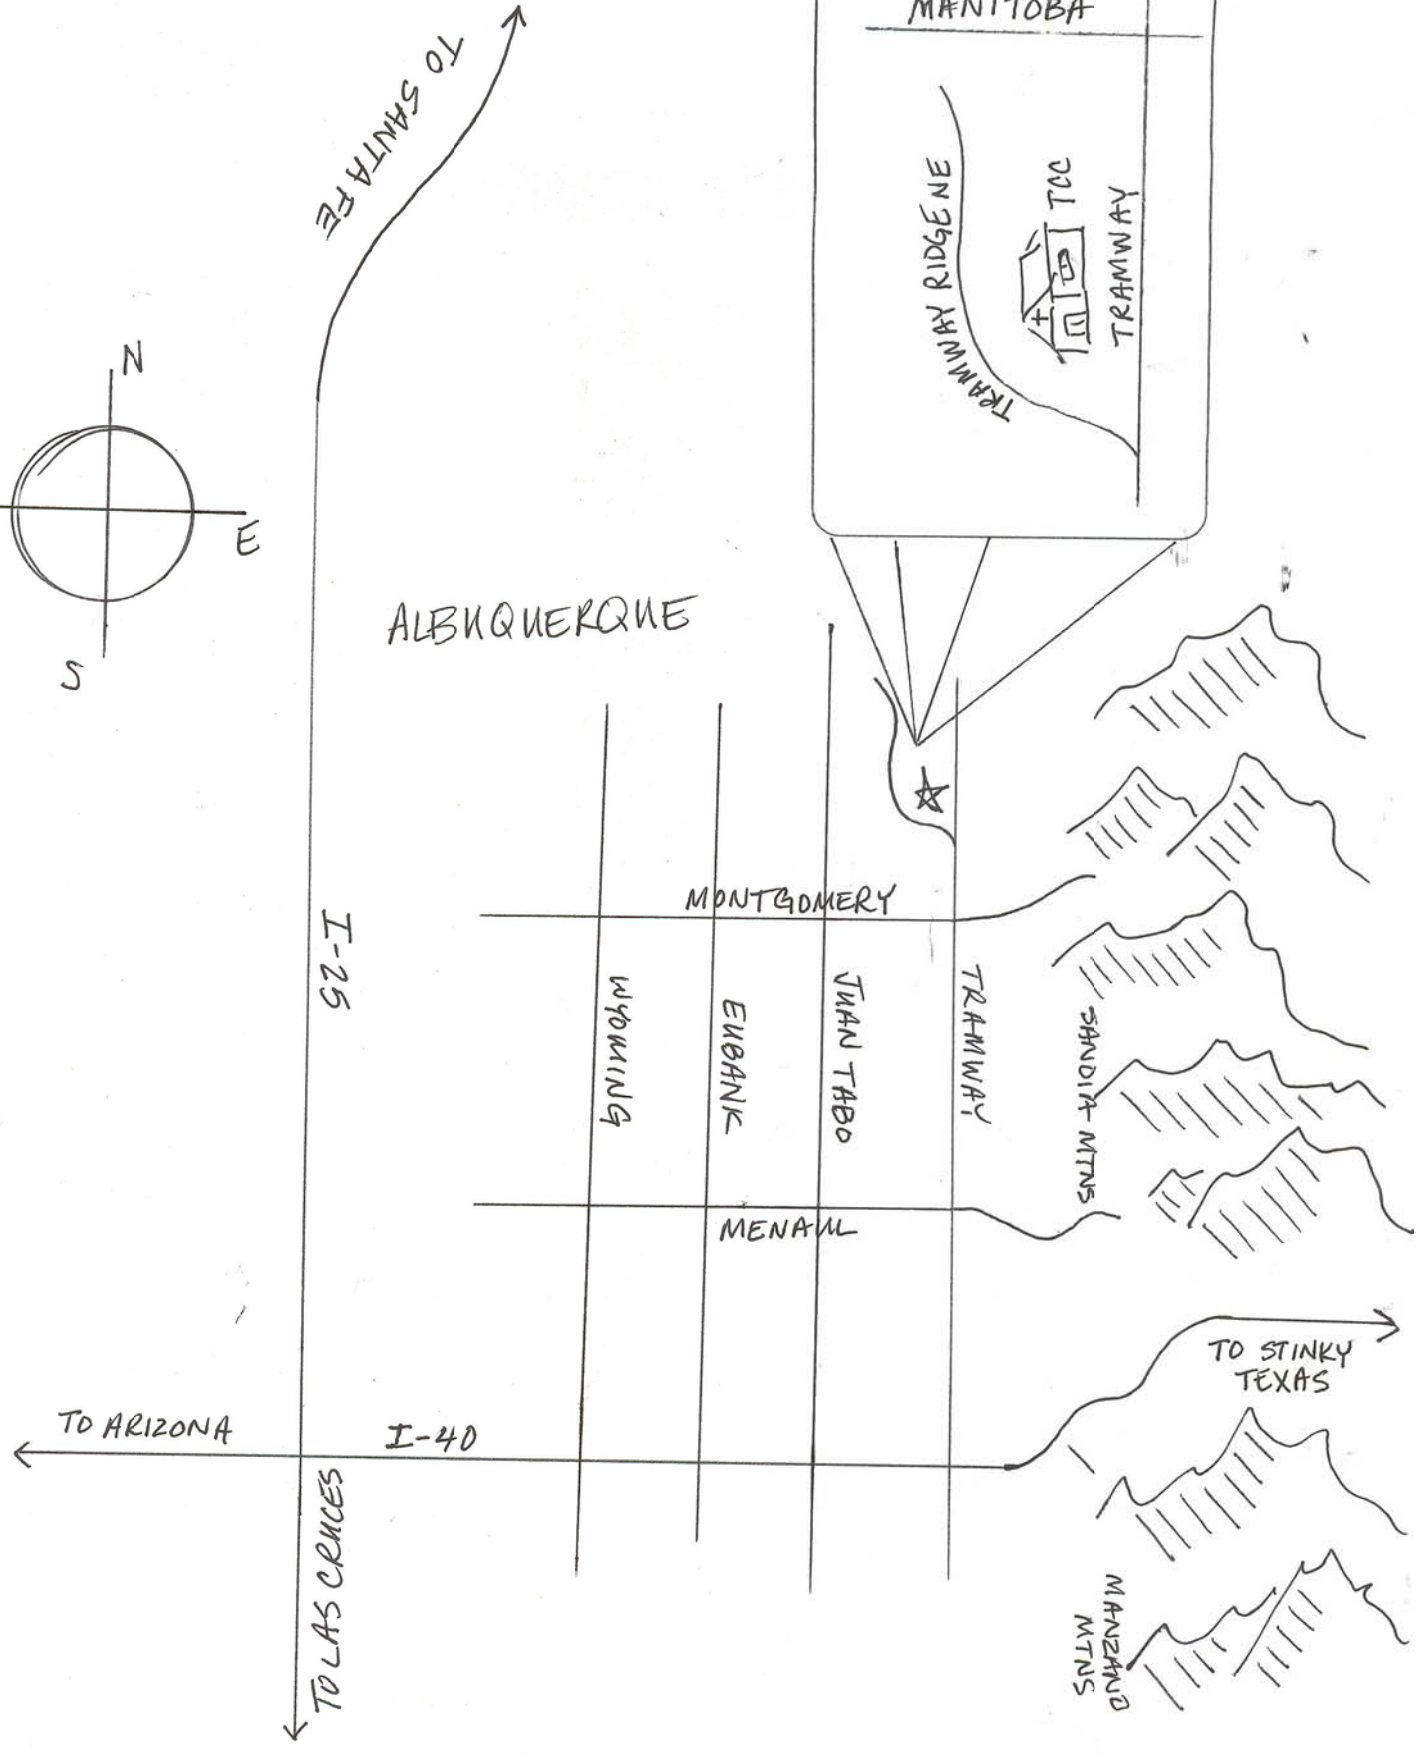 MANITOBA
TO SANTA FE
TRAMWAY RIDGE NE
TCC
TRAMWAY
N
E
S
ALBUQUERQUE
MONTGOMERY
I-25
WYOMING
EUBANK
JUAN TABO
TRAMWAY
SANDIA MTNS
MENAUL
TO STINKY
TEXAS
TO ARIZONA
I-40
TO LAS CRUCES
MANZANO
MTNS